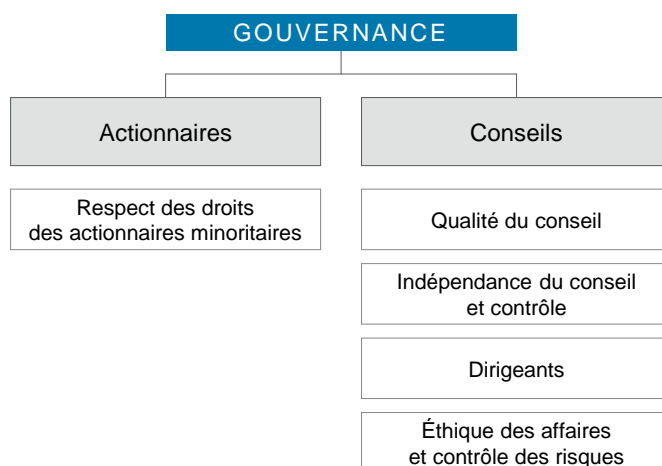 GOUVERNANCE
Actionnaires
Respect des droits
des actionnaires minoritaires
Conseils
Qualité du conseil
Indépendance du conseil
et contrôle
Dirigeants
Éthique des affaires
et contrôle des risques